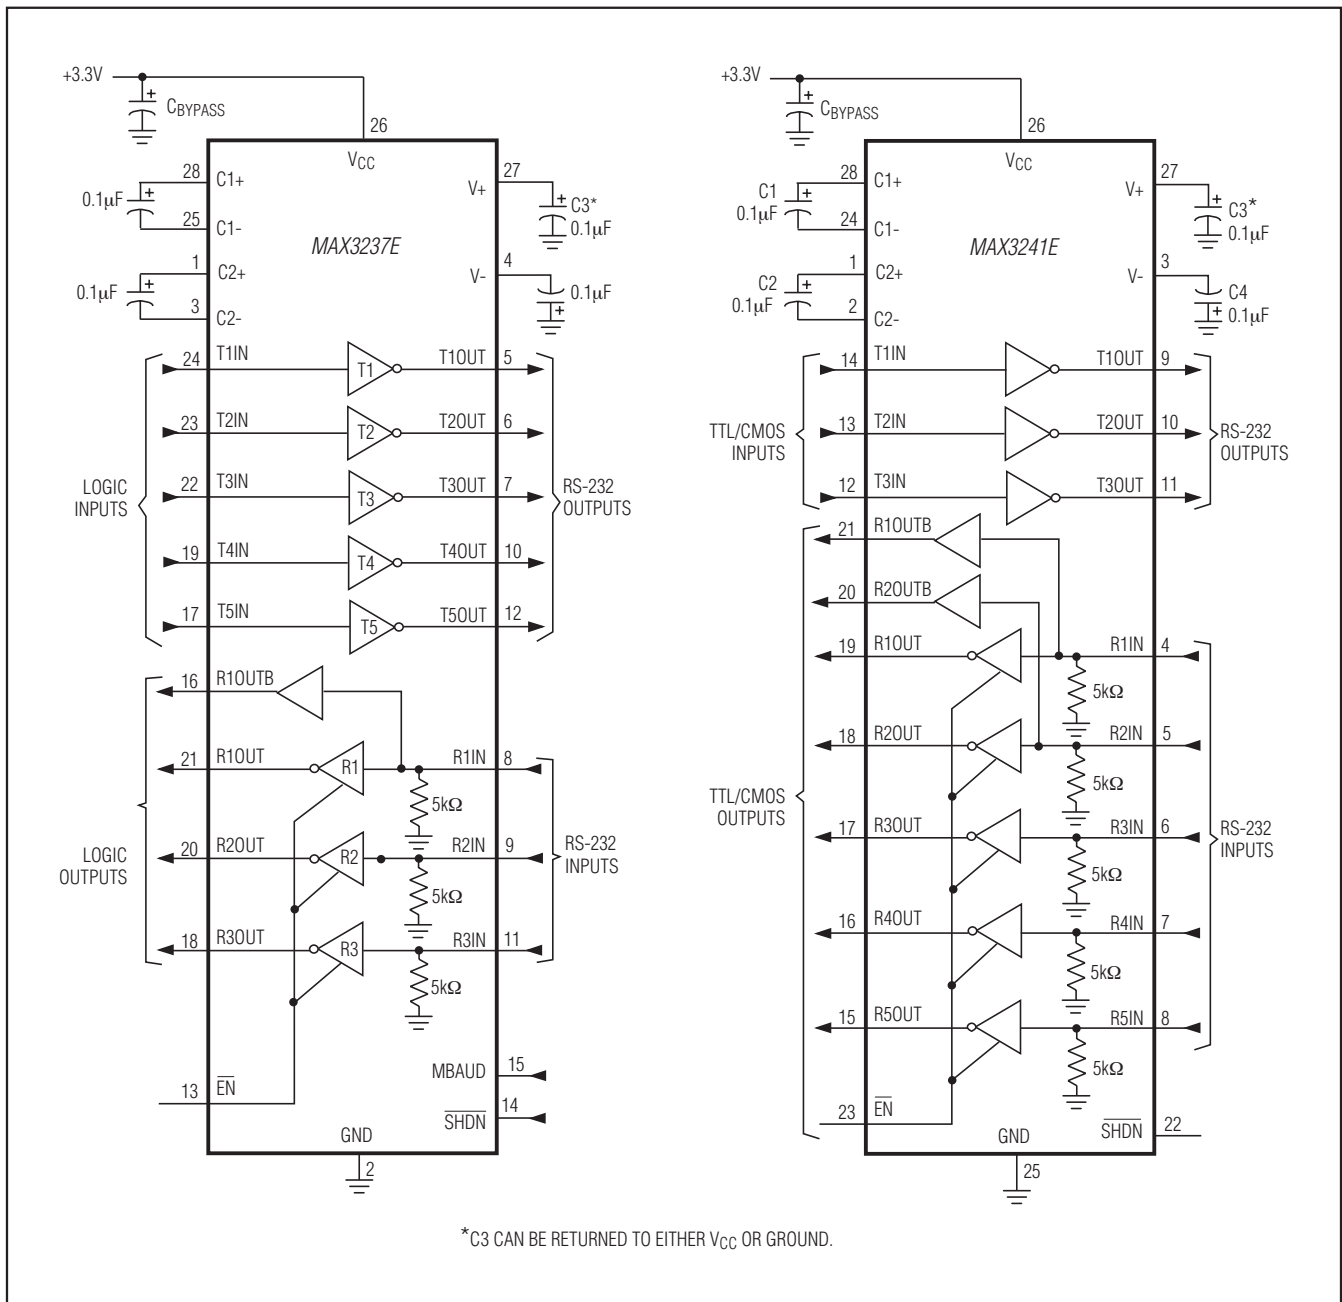 +3.3V
CBYPASS
26
VCC
28
C1+
0.1µF
25
C1-
27
V+
C3*
0.1µF
MAX3237E
1
C2+
0.1µF
3
C2-
4
V-
0.1µF
LOGIC
INPUTS
24 T1IN T1 T1OUT 5
23 T2IN T2 T2OUT 6
22 T3IN T3 T3OUT 7
19 T4IN T4 T4OUT 10
17 T5IN T5 T5OUT 12
RS-232
OUTPUTS
16 R1OUTB
21 R1OUT R1 R1IN 8
5kΩ
20 R2OUT R2 R2IN 9
5kΩ
18 R3OUT R3 R3IN 11
5kΩ
LOGIC
OUTPUTS
RS-232
INPUTS
MBAUD 15
13 EN
SHDN 14
GND
2
+3.3V
CBYPASS
26
VCC
28
C1+
C1
0.1µF
24
C1-
27
V+
C3*
0.1µF
MAX3241E
1
C2+
C2
0.1µF
2
C2-
3
V-
C4
0.1µF
TTL/CMOS
INPUTS
14 T1IN T1OUT 9
13 T2IN T2OUT 10
12 T3IN T3OUT 11
RS-232
OUTPUTS
21 R1OUTB
20 R2OUTB
19 R1OUT R1IN 4
5kΩ
18 R2OUT R2IN 5
5kΩ
17 R3OUT R3IN 6
5kΩ
16 R4OUT R4IN 7
5kΩ
15 R5OUT R5IN 8
5kΩ
TTL/CMOS
OUTPUTS
RS-232
INPUTS
23 EN
SHDN 22
GND
25
*C3 CAN BE RETURNED TO EITHER VCC OR GROUND.